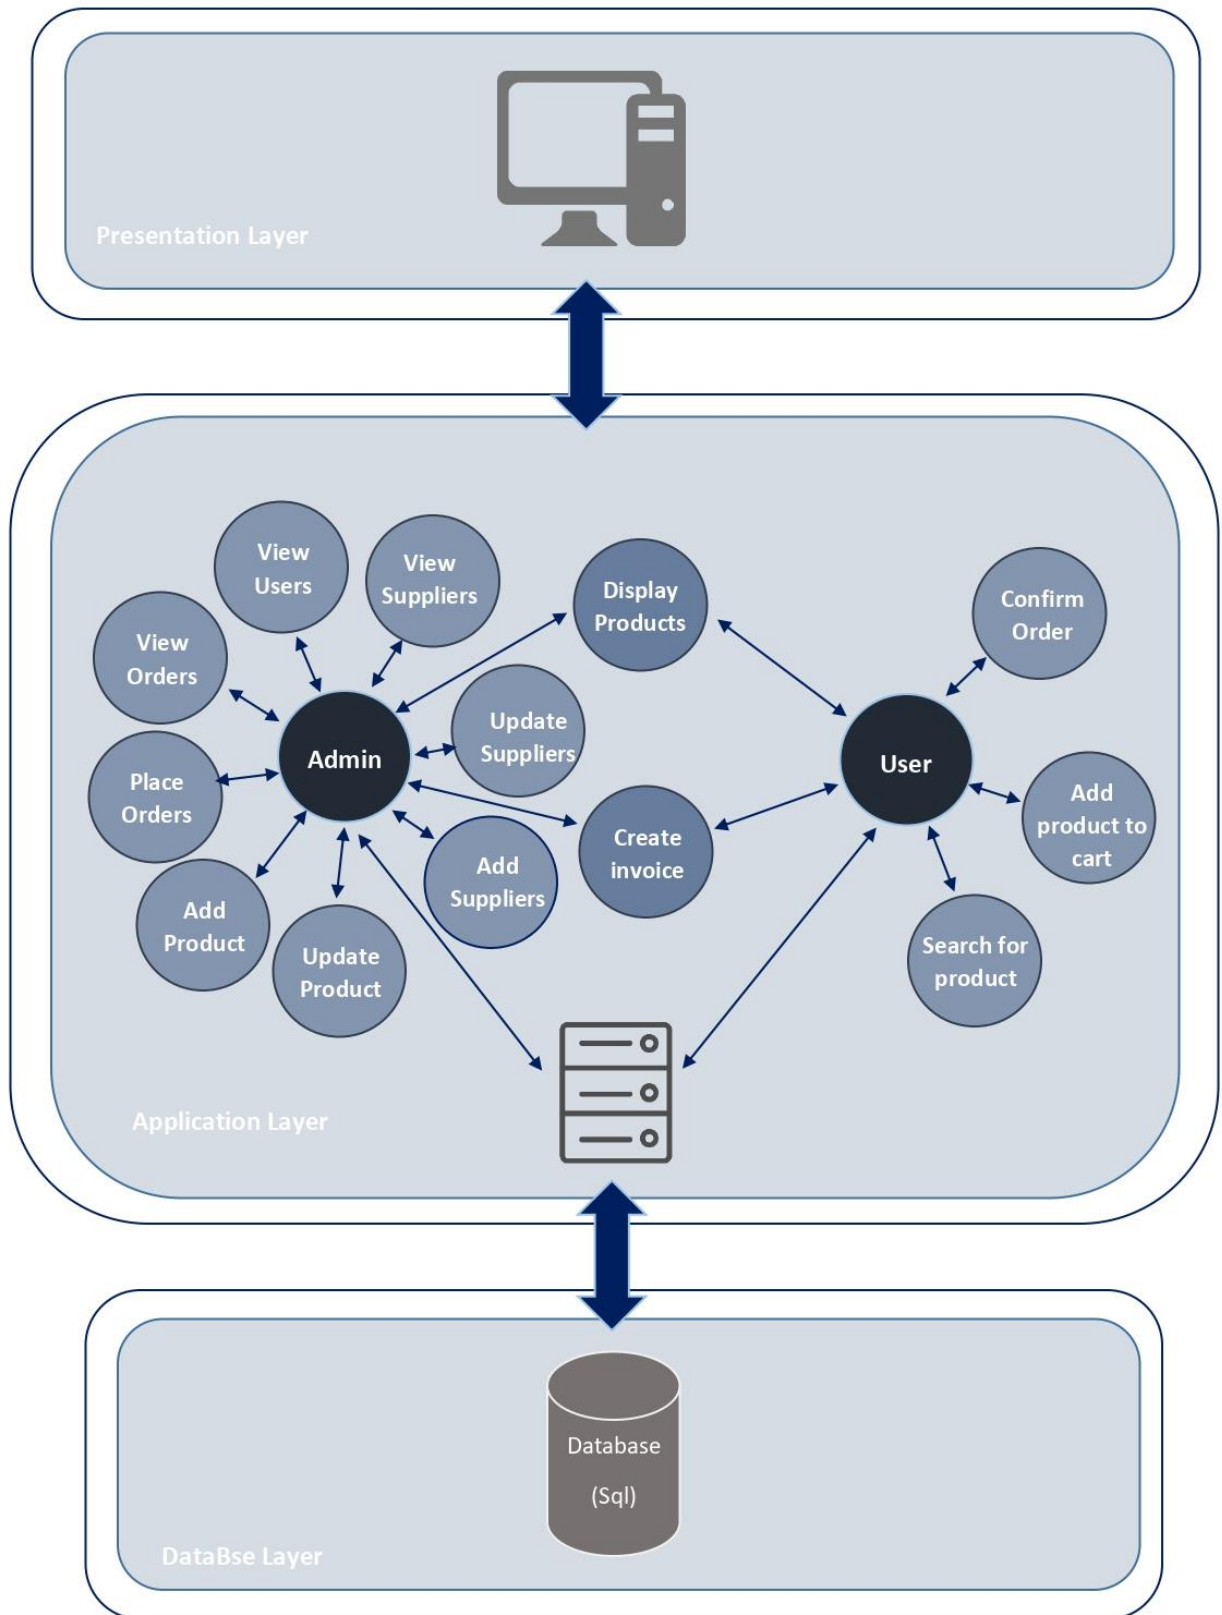 Presentation Layer
View
Users
View
Suppliers
Display
Products
Confirm
Order
View
Orders
Update
Suppliers
Admin
User
Place
Orders
Add
product to
cart
Create
invoice
Add
Suppliers
Add
Product
Update
Product
Search for
product
Application Layer
Database
(Sql)
DataBse Layer